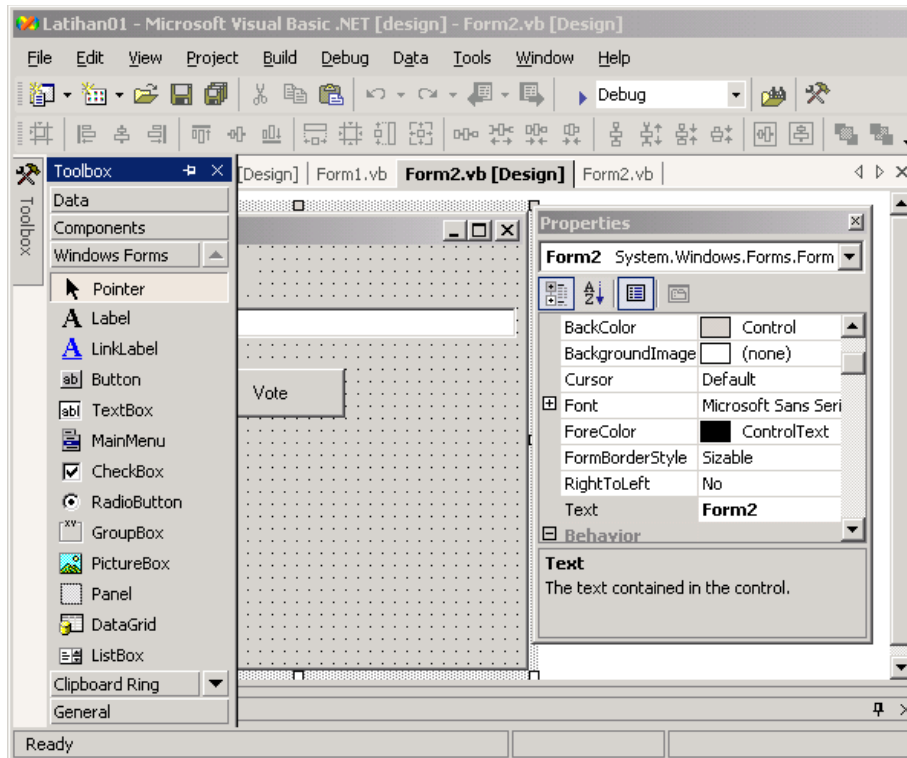 Latihan01 - Microsoft Visual Basic .NET [design] - Form2.vb [Design]
File Edit View Project Build Debug Data Tools Window Help
Debug
Toolbox
[Design] Form1.vb Form2.vb [Design] Form2.vb
Toolbox
Data
Components
Windows Forms
Pointer
A Label
A LinkLabel
ab Button
abl TextBox
MainMenu
CheckBox
RadioButton
XY GroupBox
PictureBox
Panel
DataGrid
ListBox
Clipboard Ring
General
Vote
Properties
Form2 System.Windows.Forms.Form
A Z
BackColor Control
BackgroundImage (none)
Cursor Default
Font Microsoft Sans Seri
ForeColor ControlText
FormBorderStyle Sizable
RightToLeft No
Text Form2
Behavior
Text
The text contained in the control.
Ready